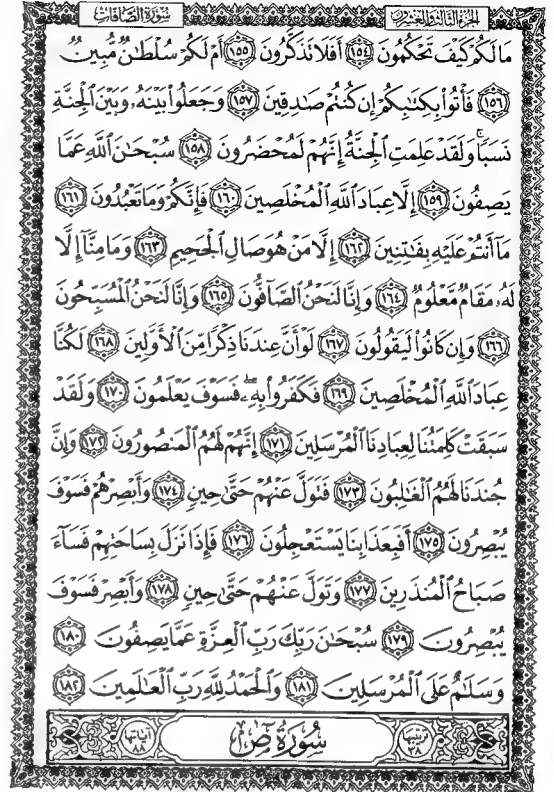 الجزء الثالث والعشرون سورة الصافات
مَا لَكُمْ كَيْفَ تَحْكُمُونَ ١٥٤ أَفَلَا تَذَكَّرُونَ ١٥٥ أَمْ لَكُمْ سُلْطَٰنٌ مُّبِينٌ
١٥٦ فَأْتُوا۟ بِكِتَٰبِكُمْ إِن كُنتُمْ صَٰدِقِينَ ١٥٧ وَجَعَلُوا۟ بَيْنَهُۥ وَبَيْنَ ٱلْجِنَّةِ
نَسَبًا ۚ وَلَقَدْ عَلِمَتِ ٱلْجِنَّةُ إِنَّهُمْ لَمُحْضَرُونَ ١٥٨ سُبْحَٰنَ ٱللَّهِ عَمَّا
يَصِفُونَ ١٥٩ إِلَّا عِبَادَ ٱللَّهِ ٱلْمُخْلَصِينَ ١٦٠ فَإِنَّكُمْ وَمَا تَعْبُدُونَ ١٦١
مَآ أَنتُمْ عَلَيْهِ بِفَٰتِنِينَ ١٦٢ إِلَّا مَنْ هُوَ صَالِ ٱلْجَحِيمِ ١٦٣ وَمَا مِنَّآ إِلَّا
لَهُۥ مَقَامٌ مَّعْلُومٌ ١٦٤ وَإِنَّا لَنَحْنُ ٱلصَّآفُّونَ ١٦٥ وَإِنَّا لَنَحْنُ ٱلْمُسَبِّحُونَ
١٦٦ وَإِن كَانُوا۟ لَيَقُولُونَ ١٦٧ لَوْ أَنَّ عِندَنَا ذِكْرًا مِّنَ ٱلْأَوَّلِينَ ١٦٨ لَكُنَّا
عِبَادَ ٱللَّهِ ٱلْمُخْلَصِينَ ١٦٩ فَكَفَرُوا۟ بِهِۦ ۖ فَسَوْفَ يَعْلَمُونَ ١٧٠ وَلَقَدْ
سَبَقَتْ كَلِمَتُنَا لِعِبَادِنَا ٱلْمُرْسَلِينَ ١٧١ إِنَّهُمْ لَهُمُ ٱلْمَنصُورُونَ ١٧٢ وَإِنَّ
جُندَنَا لَهُمُ ٱلْغَٰلِبُونَ ١٧٣ فَتَوَلَّ عَنْهُمْ حَتَّىٰ حِينٍ ١٧٤ وَأَبْصِرْهُمْ فَسَوْفَ
يُبْصِرُونَ ١٧٥ أَفَبِعَذَابِنَا يَسْتَعْجِلُونَ ١٧٦ فَإِذَا نَزَلَ بِسَاحَتِهِمْ فَسَآءَ
صَبَاحُ ٱلْمُنذَرِينَ ١٧٧ وَتَوَلَّ عَنْهُمْ حَتَّىٰ حِينٍ ١٧٨ وَأَبْصِرْ فَسَوْفَ
يُبْصِرُونَ ١٧٩ سُبْحَٰنَ رَبِّكَ رَبِّ ٱلْعِزَّةِ عَمَّا يَصِفُونَ ١٨٠
وَسَلَٰمٌ عَلَى ٱلْمُرْسَلِينَ ١٨١ وَٱلْحَمْدُ لِلَّهِ رَبِّ ٱلْعَٰلَمِينَ ١٨٢
ترتيبها ٣٨ سُورَةُ صٓ آياتها ٨٨